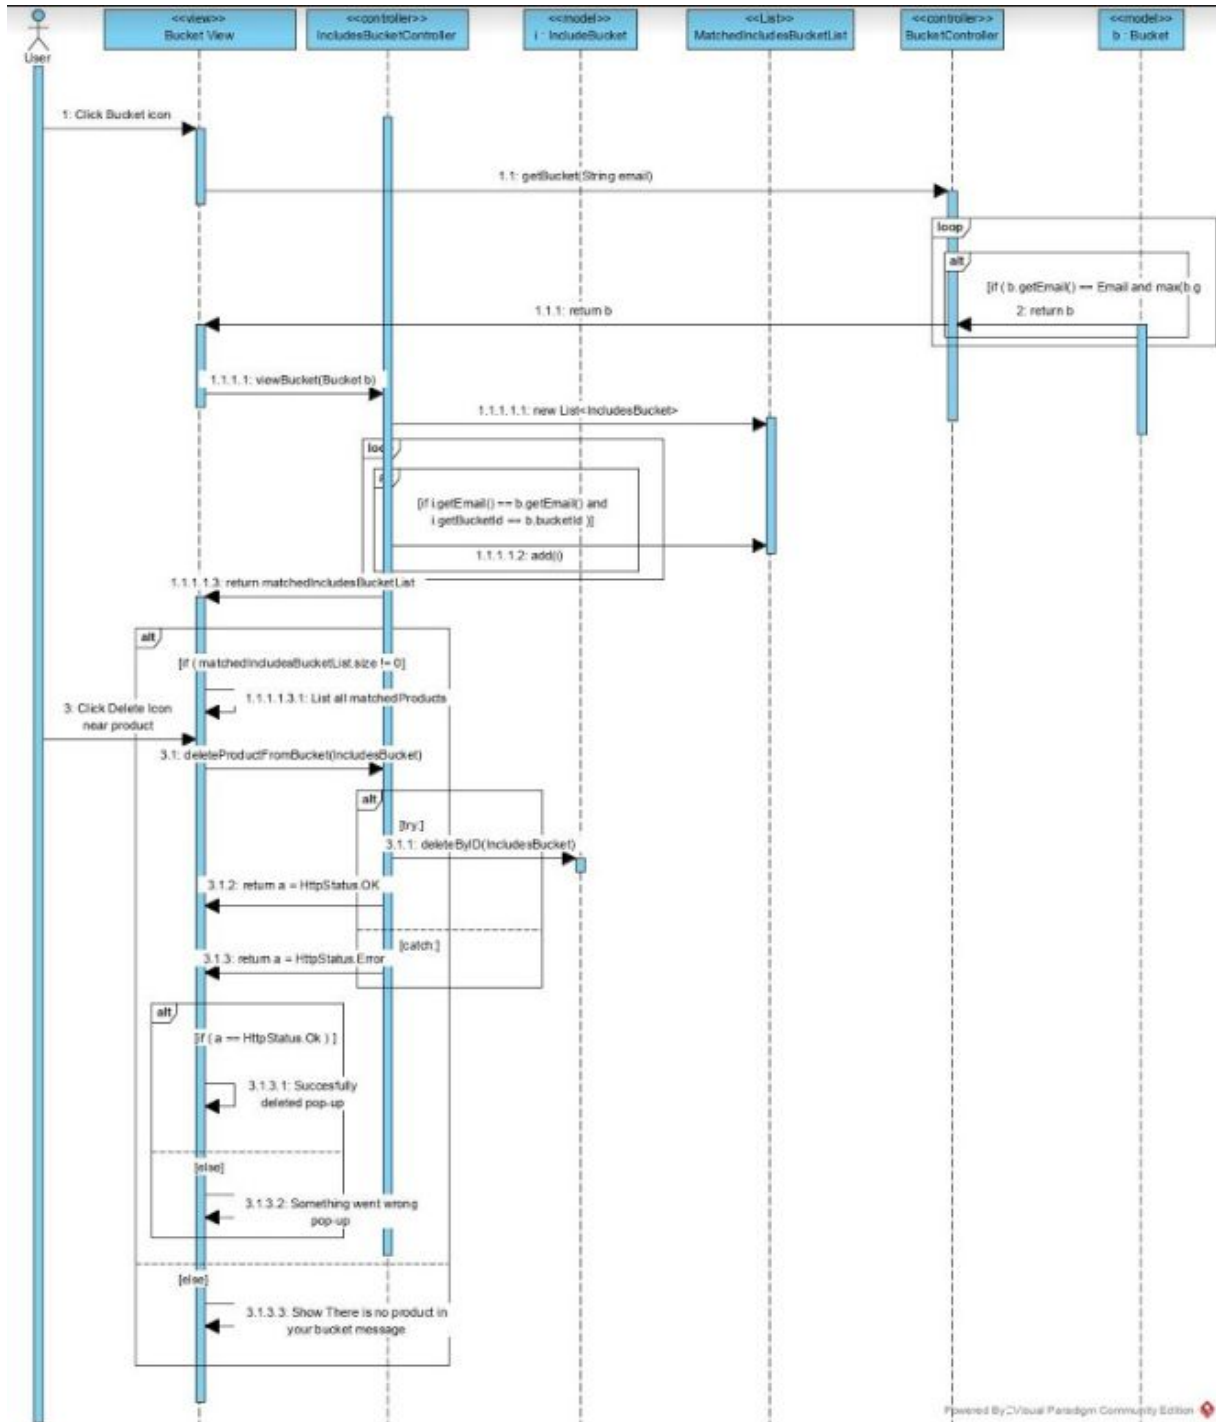 <<view>>
Bucket View
<<controller>>
IncludesBucketController
<<model>>
i : IncludeBucket
<<List>>
MatchedIncludesBucketList
<<controller>>
BucketController
<<model>>
b : Bucket
User
1: Click Bucket icon
1.1: getBucket(String email)
loop
alt
[if ( b.getEmail() == Email and max(b.g
1.1.1: return b
2: return b
1.1.1.1: viewBucket(Bucket b)
1.1.1.1.1: new List<IncludesBucket>
[if i.getEmail() == b.getEmail() and
i.getBucketId == b.bucketId )]
1.1.1.1.2: add(i)
1.1.1.1.3: return matchedIncludesBucketList
alt
[if ( matchedIncludesBucketList.size != 0]
1.1.1.1.3.1: List all matchedProducts
3: Click Delete Icon
near product
3.1: deleteProductFromBucket(IncludesBucket)
alt
[try:]
3.1.1: deleteByID(IncludesBucket)
3.1.2: return a = HttpStatus.OK
[catch:]
3.1.3: return a = HttpStatus.Error
alt
[if ( a == HttpStatus.Ok ) ]
3.1.3.1: Succesfully
deleted pop-up
[else]
3.1.3.2: Something went wrong
pop-up
[else]
3.1.3.3: Show There is no product in
your bucket message
Powered By Visual Paradigm Community Edition